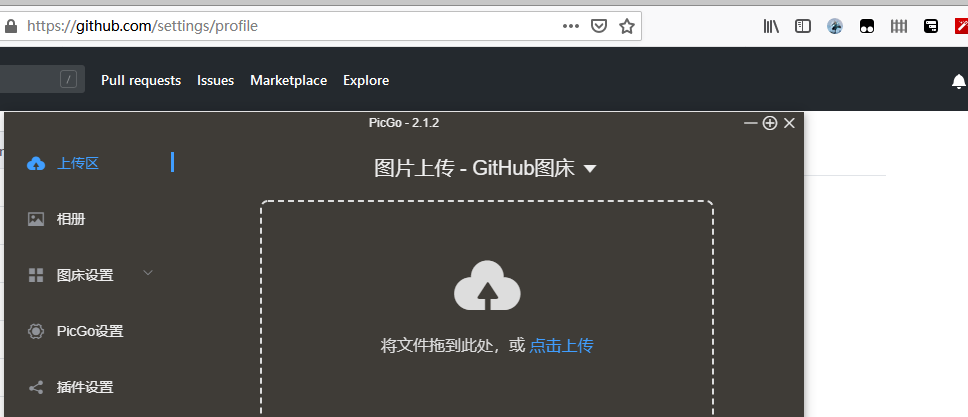 https://github.com/settings/profile
/
Pull requests
Issues
Marketplace
Explore
PicGo - 2.1.2
上传区
图片上传 - GitHub图床
相册
图床设置
将文件拖到此处，或 点击上传
PicGo设置
插件设置